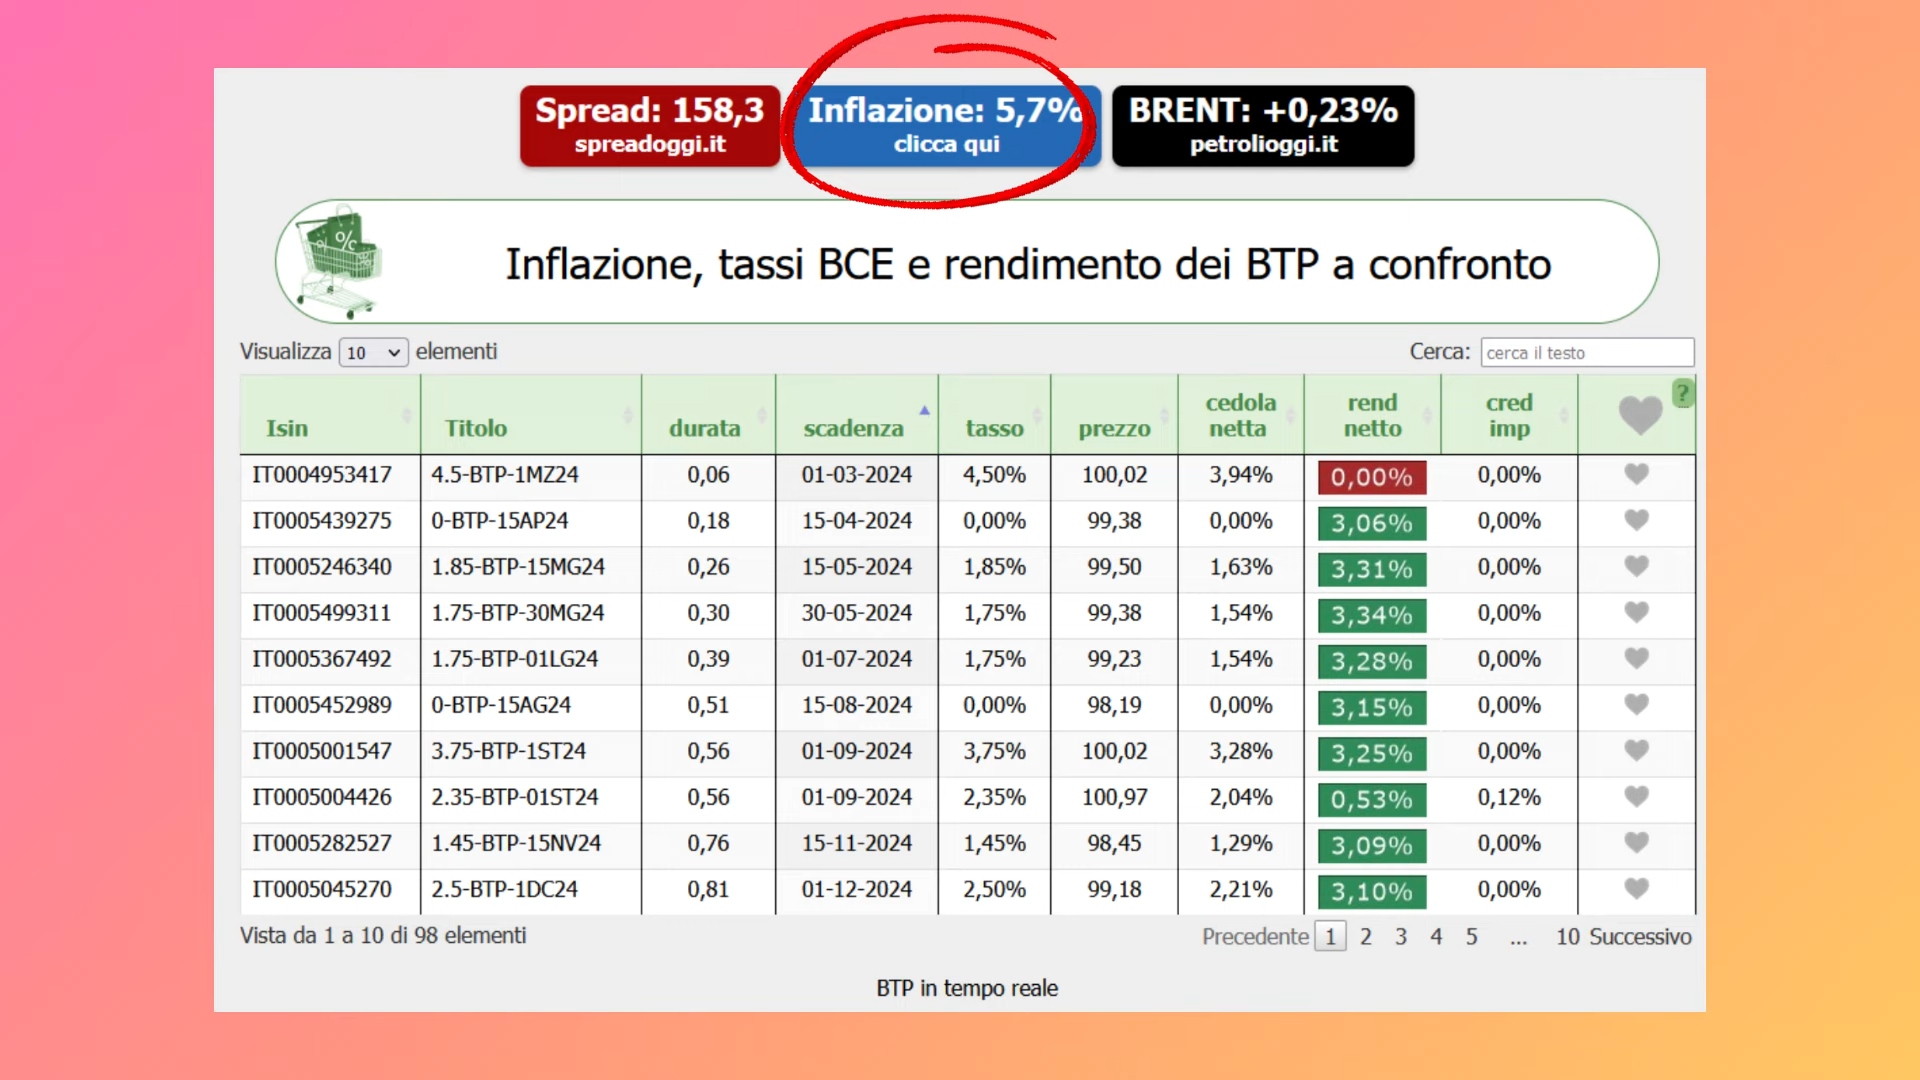 Spread: 158,3
spreadoggi.it
Inflazione: 5,7%
clicca qui
BRENT: +0,23%
petrolioggi.it
%
Inflazione, tassi BCE e rendimento dei BTP a confronto
Visualizza 10 elementi
Cerca: cerca il testo
?
Isin Titolo durata scadenza tasso prezzo cedola netta rend netto cred imp
IT0004953417 4.5-BTP-1MZ24 0,06 01-03-2024 4,50% 100,02 3,94% 0,00% 0,00%
IT0005439275 0-BTP-15AP24 0,18 15-04-2024 0,00% 99,38 0,00% 3,06% 0,00%
IT0005246340 1.85-BTP-15MG24 0,26 15-05-2024 1,85% 99,50 1,63% 3,31% 0,00%
IT0005499311 1.75-BTP-30MG24 0,30 30-05-2024 1,75% 99,38 1,54% 3,34% 0,00%
IT0005367492 1.75-BTP-01LG24 0,39 01-07-2024 1,75% 99,23 1,54% 3,28% 0,00%
IT0005452989 0-BTP-15AG24 0,51 15-08-2024 0,00% 98,19 0,00% 3,15% 0,00%
IT0005001547 3.75-BTP-1ST24 0,56 01-09-2024 3,75% 100,02 3,28% 3,25% 0,00%
IT0005004426 2.35-BTP-01ST24 0,56 01-09-2024 2,35% 100,97 2,04% 0,53% 0,12%
IT0005282527 1.45-BTP-15NV24 0,76 15-11-2024 1,45% 98,45 1,29% 3,09% 0,00%
IT0005045270 2.5-BTP-1DC24 0,81 01-12-2024 2,50% 99,18 2,21% 3,10% 0,00%
Vista da 1 a 10 di 98 elementi
Precedente 1 2 3 4 5 ... 10 Successivo
BTP in tempo reale